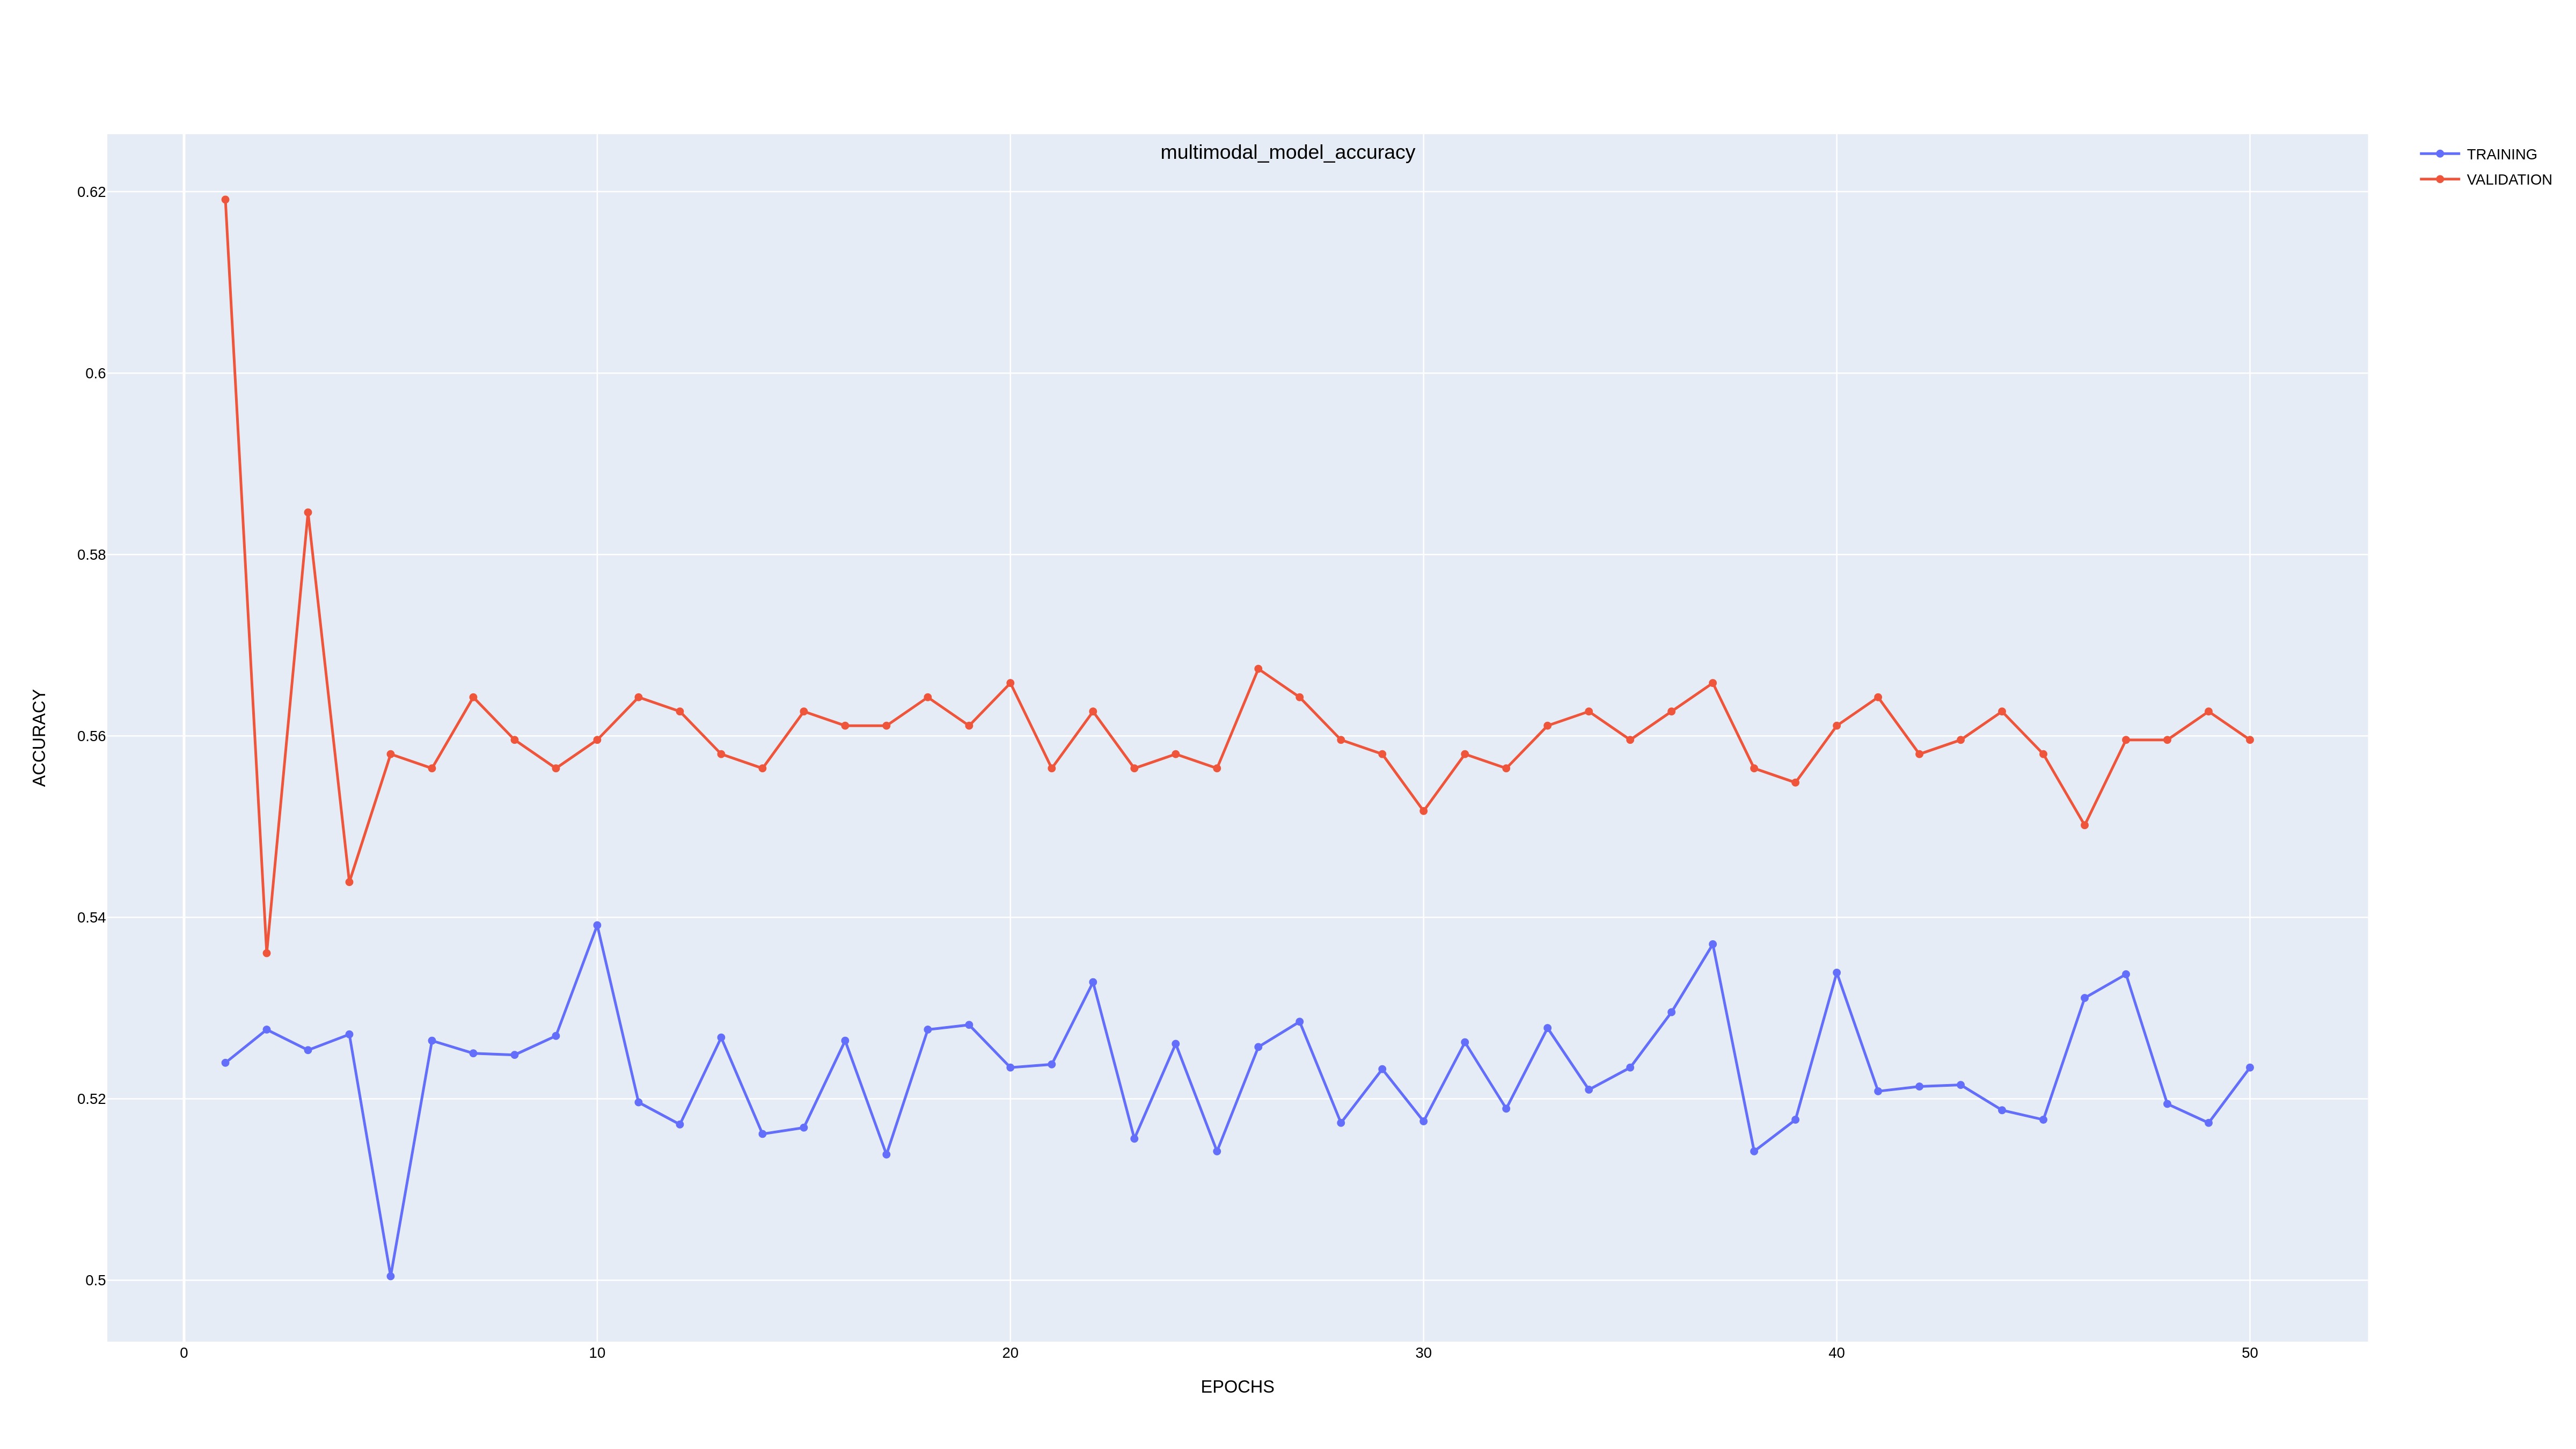 multimodal_model_accuracy
TRAINING
VALIDATION
ACCURACY
0.62
0.6
0.58
0.56
0.54
0.52
0.5
0 10 20 30 40 50
EPOCHS